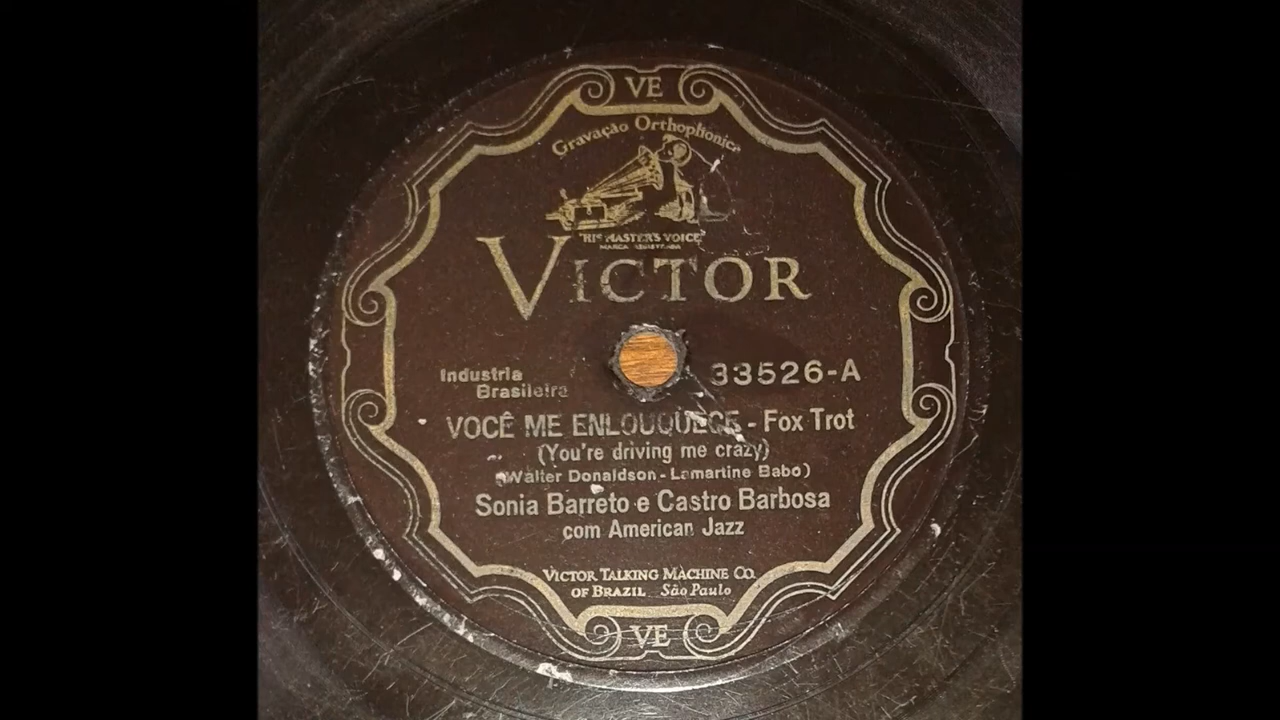 VE
Gravação Orthophonica
"HIS MASTER'S VOICE"
VICTOR
Industria
Brasileira
33526-A
VOCÊ ME ENLOUQUECE - Fox Trot
(You're driving me crazy)
(Walter Donaldson - Lamartine Babo)
Sonia Barreto e Castro Barbosa
com American Jazz
VICTOR TALKING MACHINE CO.
OF BRAZIL São Paulo
VE